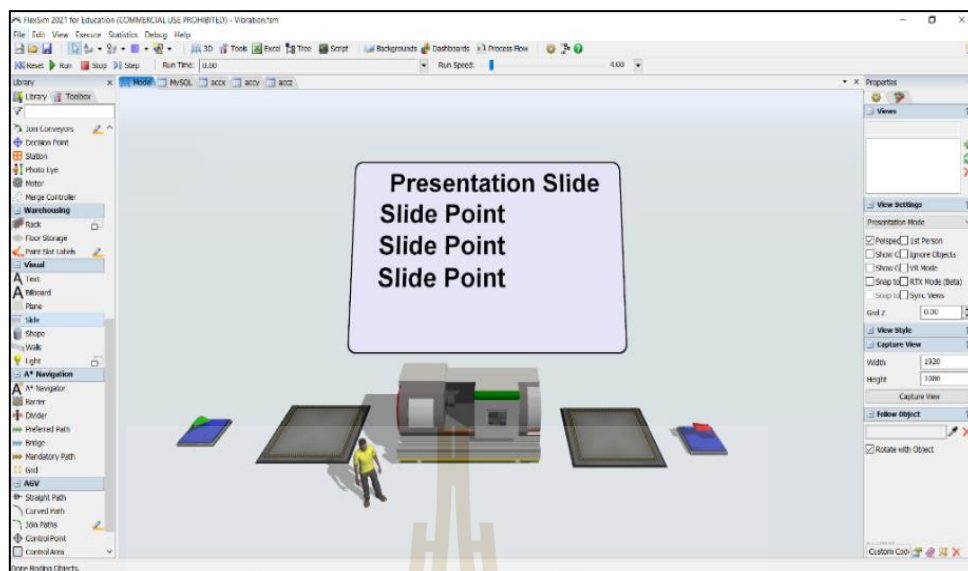 FlexSim 2021 for Education (COMMERCIAL USE PROHIBITED) - Vibration.fsm
File Edit View Execute Statistics Debug Help
3D Tools Excel Tree Script Backgrounds Dashboards Process Flow
Reset Run Stop Step Run Time: 0.00 Run Speed: 4.00
Library
Model MySQL accx accy accz
Properties
Library Toolbox
Join Conveyors
Decision Point
Station
Photo Eye
Motor
Merge Controller
Warehousing
Rack
Floor Storage
Paint Slot Labels
Visual
Text
Billboard
Plane
Slide
Shape
Walls
Light
A* Navigation
A* Navigator
Barrier
Divider
Preferred Path
Bridge
Mandatory Path
Grid
AGV
Straight Path
Curved Path
Join Paths
Control Point
Control Area
Presentation Slide
Slide Point
Slide Point
Slide Point
Views
View Settings
Presentation Mode
Perspec 1st Person
Show C Ignore Objects
Show G VR Mode
Snap to RTX Mode (Beta)
Snap to Sync Views
Grid Z 0.00
View Style
Capture View
Width 1920
Height 1080
Capture View
Follow Object
Rotate with Object
Custom Code
Done Binding Objects.